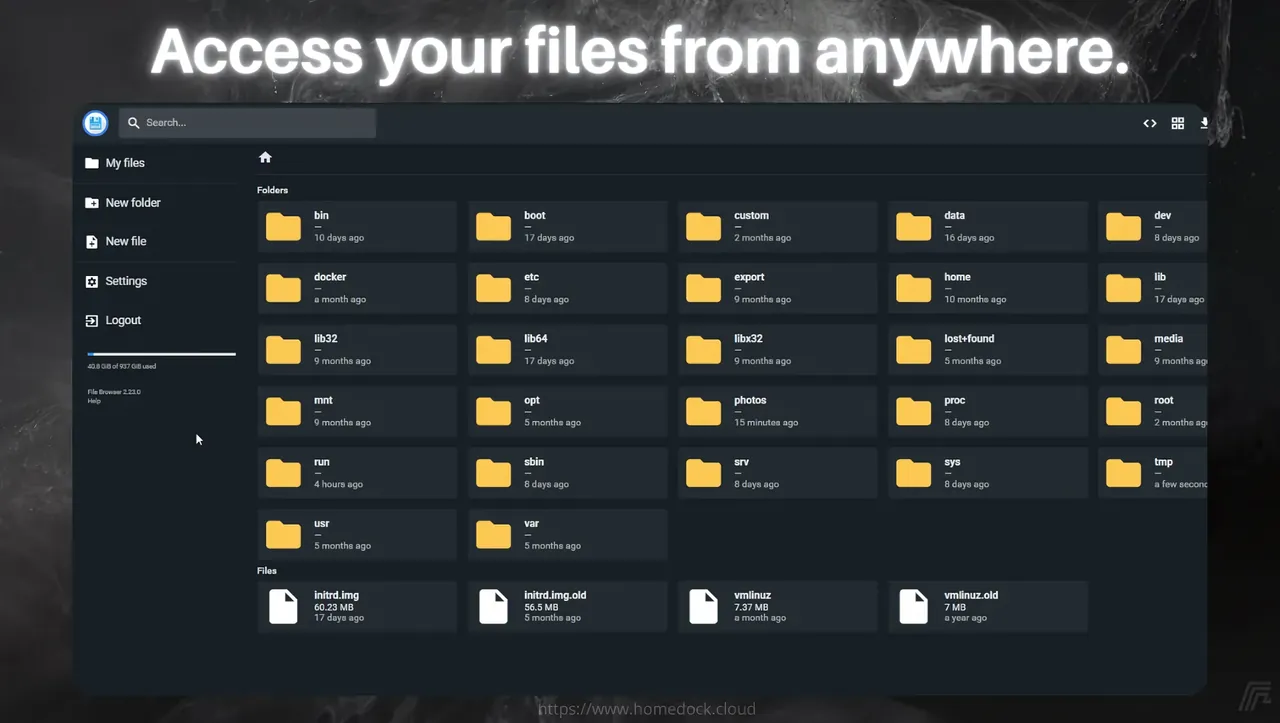 Access your files from anywhere.
Search...
My files
New folder
New file
Settings
Logout
40.8 GiB of 937 GiB used
File Browser 2.23.0
Help
Folders
bin
—
10 days ago
boot
—
17 days ago
custom
—
2 months ago
data
—
16 days ago
dev
—
8 days ago
docker
—
a month ago
etc
—
8 days ago
export
—
9 months ago
home
—
10 months ago
lib
—
17 days ago
lib32
—
9 months ago
lib64
—
17 days ago
libx32
—
9 months ago
lost+found
—
5 months ago
media
—
9 months ag
mnt
—
9 months ago
opt
—
5 months ago
photos
—
15 minutes ago
proc
—
8 days ago
root
—
2 months ag
run
—
4 hours ago
sbin
—
8 days ago
srv
—
8 days ago
sys
—
8 days ago
tmp
—
a few second
usr
—
5 months ago
var
—
5 months ago
Files
initrd.img
60.23 MB
17 days ago
initrd.img.old
56.5 MB
5 months ago
vmlinuz
7.37 MB
a month ago
vmlinuz.old
7 MB
a year ago
https://www.homedock.cloud